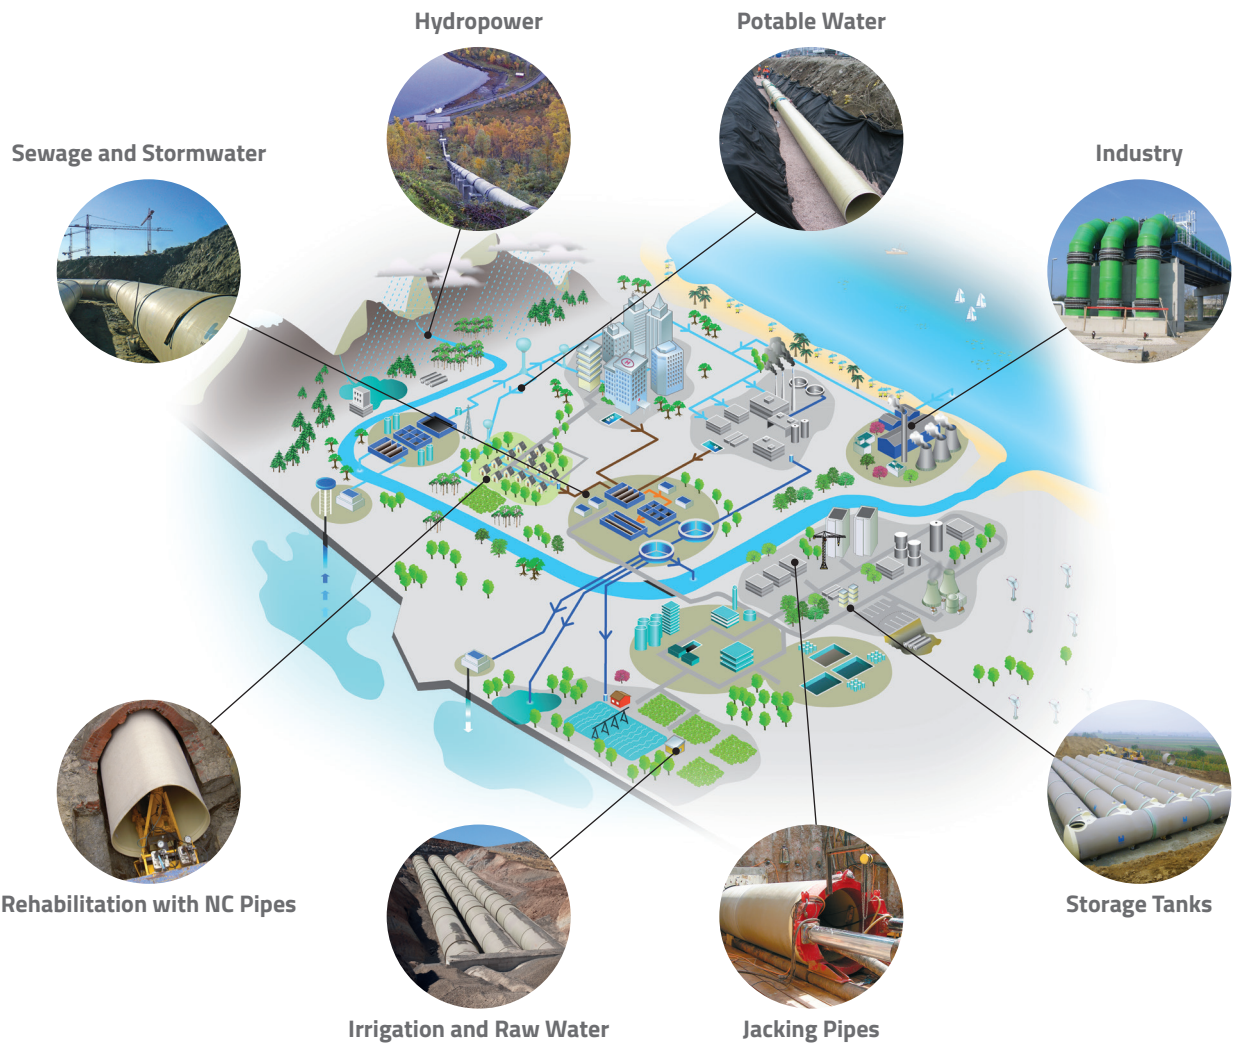 Hydropower
Potable Water
Sewage and Stormwater
Industry
Rehabilitation with NC Pipes
Storage Tanks
Irrigation and Raw Water
Jacking Pipes